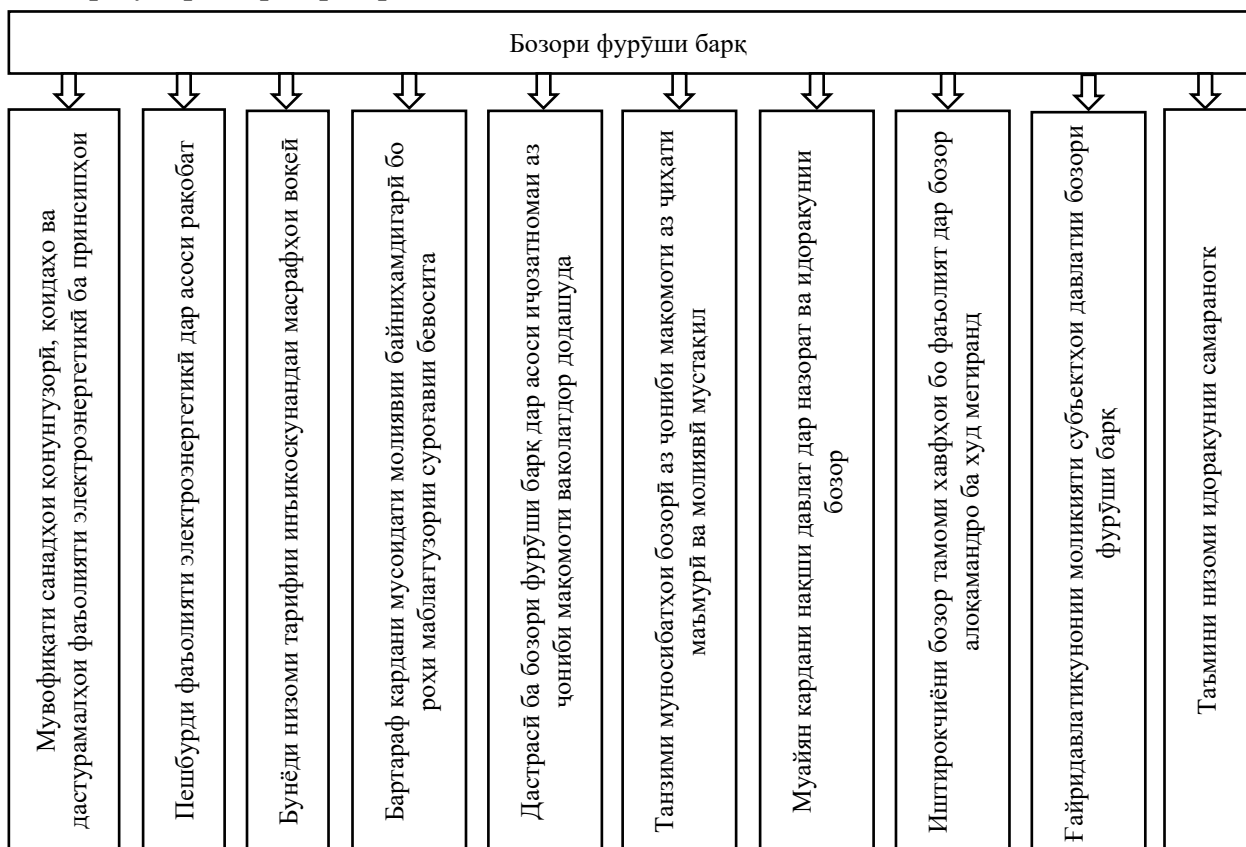 Бозори фурӯши барқ
Мувофиқати санадҳои қонунгузорӣ, қоидаҳо ва
дастурамалҳои фаъолияти электроэнергетикӣ ба принсипҳои
Пешбурди фаъолияти электроэнергетикӣ дар асоси рақобат
Бунёди низоми тарифии инъикоскунандаи масрафҳои воқеӣ
Бартараф кардани мусоидати молиявии байниҳамдигарӣ бо
роҳи маблағгузории суроғавии бевосита
Дастрасӣ ба бозори фурӯши барқ дар асоси иҷозатномаи аз
ҷониби мақомоти ваколатдор додашуда
Танзими муносибатҳои бозорӣ аз ҷониби мақомоти аз ҷиҳати
маъмурӣ ва молиявӣ мустақил
Муайян кардани нақши давлат дар назорат ва идоракунии
бозор
Иштирокчиёни бозор тамоми хавфҳои бо фаъолият дар бозор
алоқамандро ба худ мегиранд
Ғайридавлатикунонии моликияти субъектҳои давлатии бозори
фурӯши барқ
Таъмини низоми идоракунии самараногк